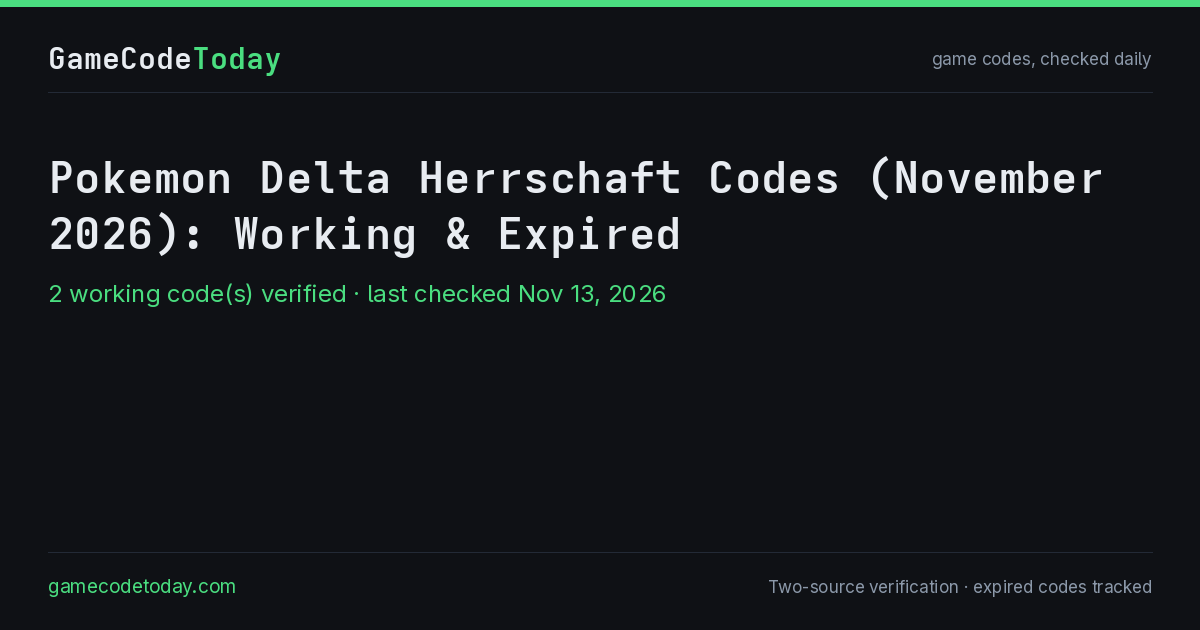 GameCodeToday
game codes, checked daily
Pokemon Delta Herrschaft Codes (November
2026): Working & Expired
2 working code(s) verified · last checked Nov 13, 2026
gamecodetoday.com
Two-source verification · expired codes tracked